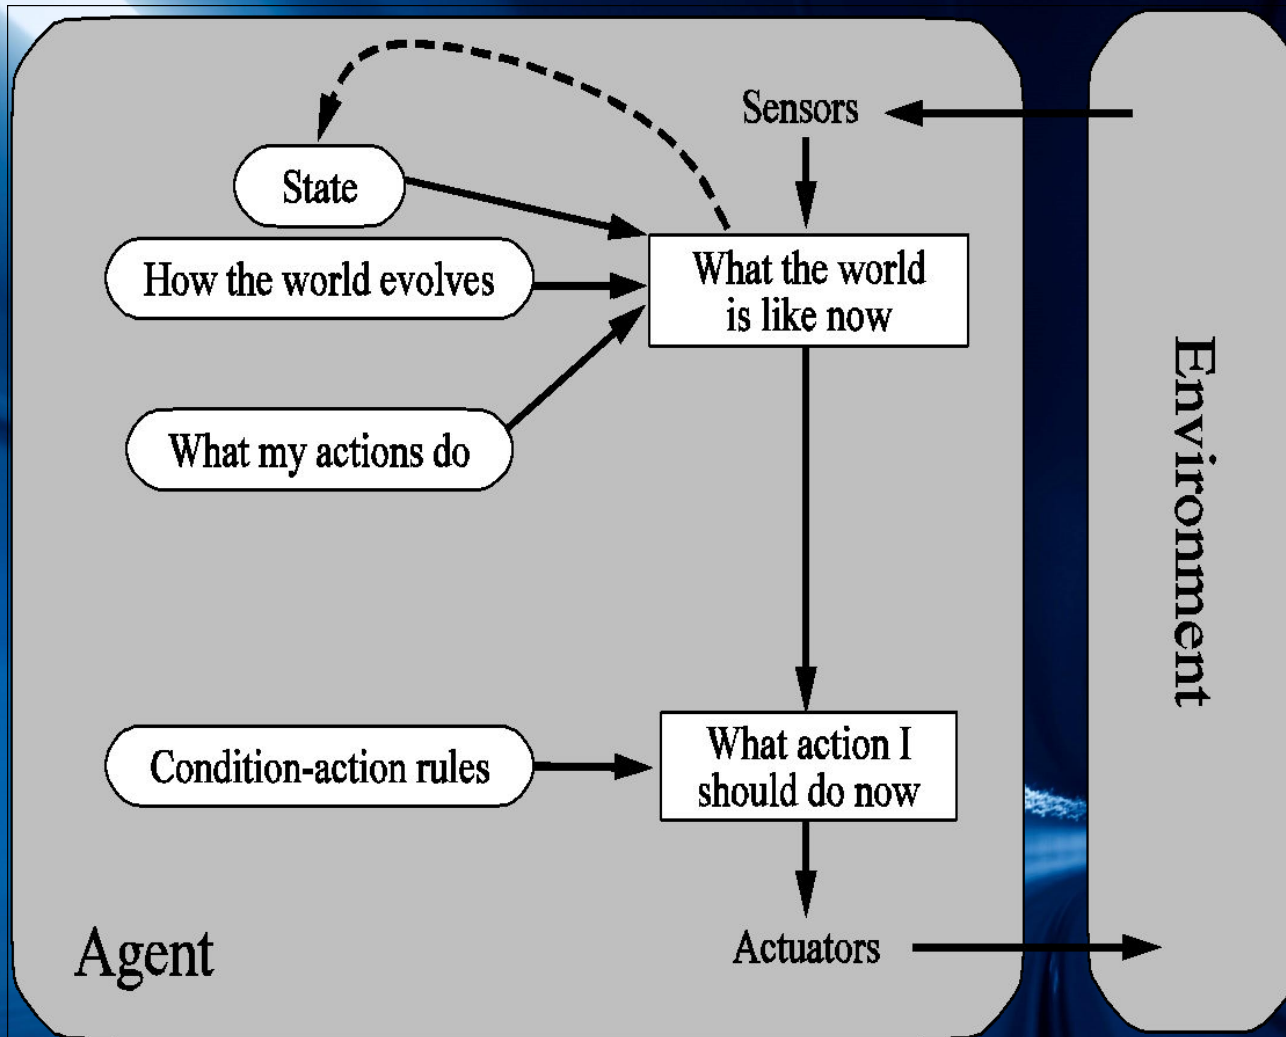 Sensors
State
What the world
is like now
How the world evolves
What my actions do
Environment
Condition-action rules
What action I
should do now
Agent
Actuators